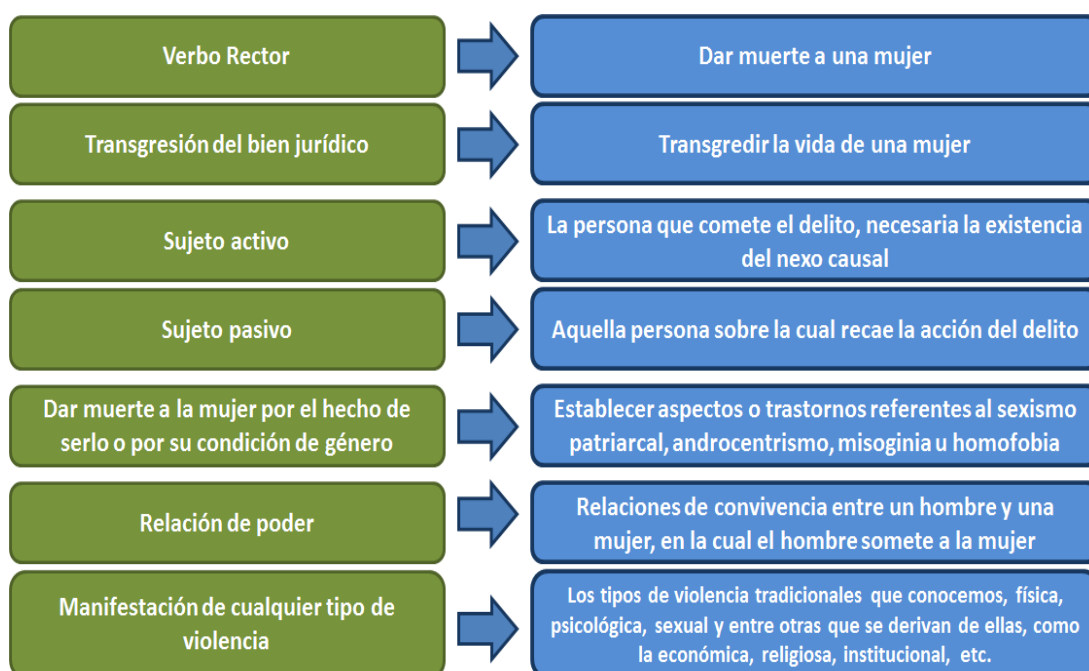 Verbo Rector
Dar muerte a una mujer
Transgresión del bien jurídico
Transgredir la vida de una mujer
Sujeto activo
La persona que comete el delito, necesaria la existencia
del nexo causal
Sujeto pasivo
Aquella persona sobre la cual recae la acción del delito
Dar muerte a la mujer por el hecho de
serlo o por su condición de género
Establecer aspectos o trastornos referentes al sexismo
patriarcal, androcentrismo, misoginia u homofobia
Relación de poder
Relaciones de convivencia entre un hombre y una
mujer, en la cual el hombre somete a la mujer
Manifestación de cualquier tipo de
violencia
Los tipos de violencia tradicionales que conocemos, física,
psicológica, sexual y entre otras que se derivan de ellas, como
la económica, religiosa, institucional, etc.